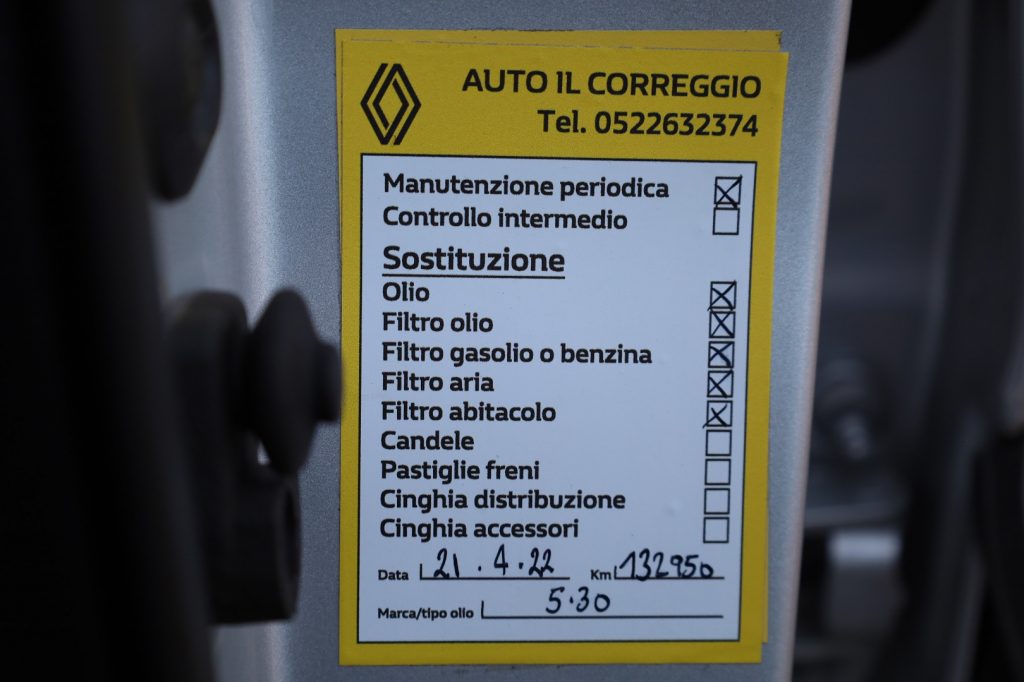 AUTO IL CORREGGIO
Tel. 0522632374
Manutenzione periodica
Controllo intermedio
Sostituzione
Olio
Filtro olio
Filtro gasolio o benzina
Filtro aria
Filtro abitacolo
Candele
Pastiglie freni
Cinghia distribuzione
Cinghia accessori
Data 21.4.22 Km 132950
Marca/tipo olio 5.30